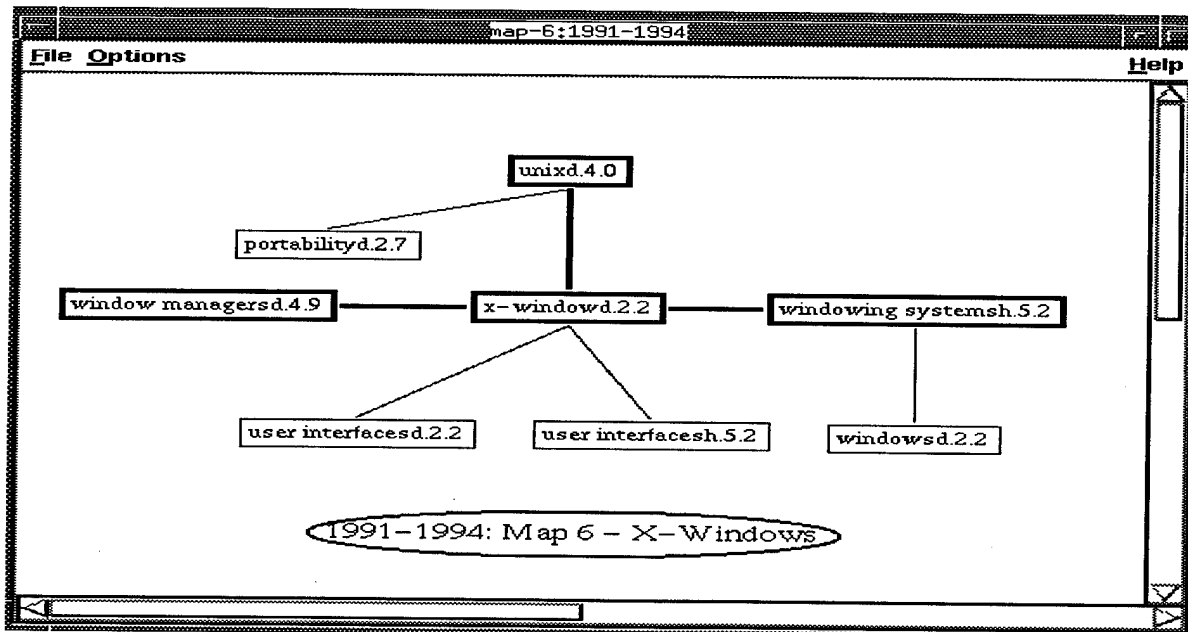 map-6:1991-1994
File Options Help
unixd.4.0
portabilityd.2.7
window managersd.4.9 x-windowd.2.2 windowing systemsh.5.2
user interfacesd.2.2 user interfacesh.5.2 windowsd.2.2
1991-1994: Map 6 - X-Windows